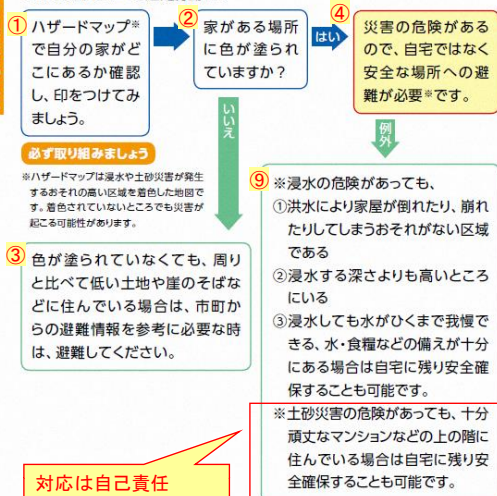 ①
ハザードマップ※
で自分の家がど
こにあるか確認
し、印をつけてみ
ましょう。
②
家がある場所
に色が塗られ
ていますか？
はい
④
災害の危険がある
ので、自宅ではなく
安全な場所への避
難が必要※です。
いいえ
例外
必ず取り組みましょう
※ハザードマップは浸水や土砂災害が発生
するおそれの高い区域を着色した地図で
す。着色されていないところでも災害が
起こる可能性があります。
③
色が塗られていなくても、周り
と比べて低い土地や崖のそばな
どに住んでいる場合は、市町か
らの避難情報を参考に必要な時
は、避難してください。
⑨
※浸水の危険があっても、
①洪水により家屋が倒れたり、崩れ
たりしてしまうおそれがない区域
である
②浸水する深さよりも高いところ
にいる
③浸水しても水がひくまで我慢で
きる、水・食糧などの備えが十分
にある場合は自宅に残り安全確
保することも可能です。
※土砂災害の危険があっても、十分
頑丈なマンションなどの上の階に
住んでいる場合は自宅に残り安
全確保することも可能です。
対応は自己責任